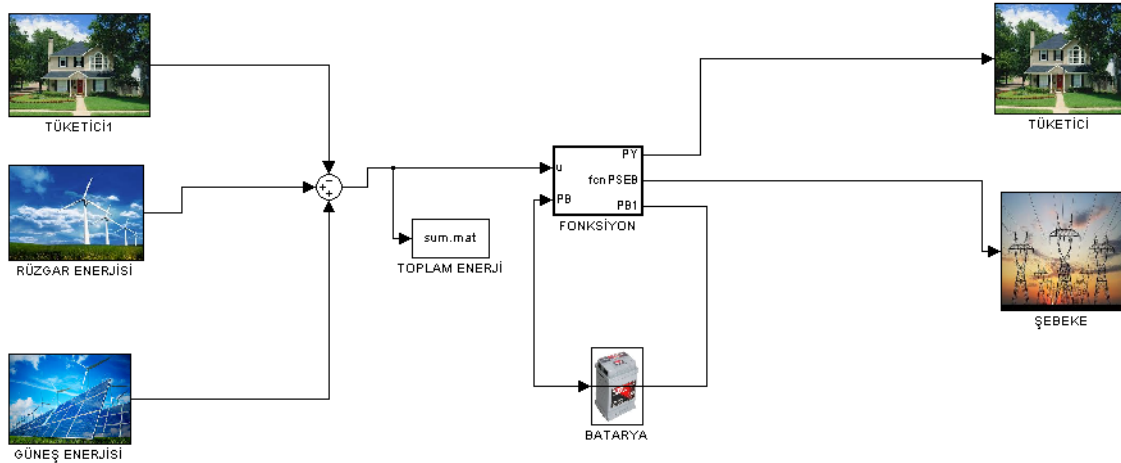 TÜKETİCİ1
TÜKETİCİ
PY
u
fcn PSEB
PB
PB1
FONKSİYON
sum.mat
TOPLAM ENERJİ
RÜZGAR ENERJİSİ
ŞEBEKE
BATARYA
GÜNEŞ ENERJİSİ